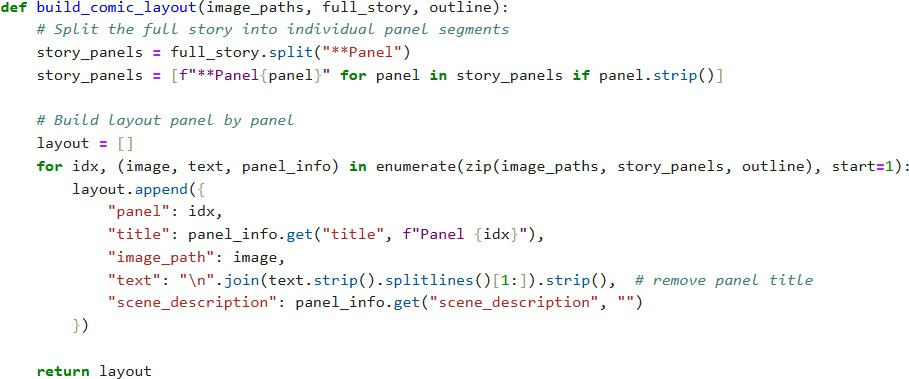 def build_comic_layout(image_paths, full_story, outline):
    # Split the full story into individual panel segments
    story_panels = full_story.split("**Panel")
    story_panels = [f"**Panel{panel}" for panel in story_panels if panel.strip()]

    # Build layout panel by panel
    layout = []
    for idx, (image, text, panel_info) in enumerate(zip(image_paths, story_panels, outline), start=1):
        layout.append({
            "panel": idx,
            "title": panel_info.get("title", f"Panel {idx}"),
            "image_path": image,
            "text": "\n".join(text.strip().splitlines()[1:]).strip(),  # remove panel title
            "scene_description": panel_info.get("scene_description", "")
        })

    return layout